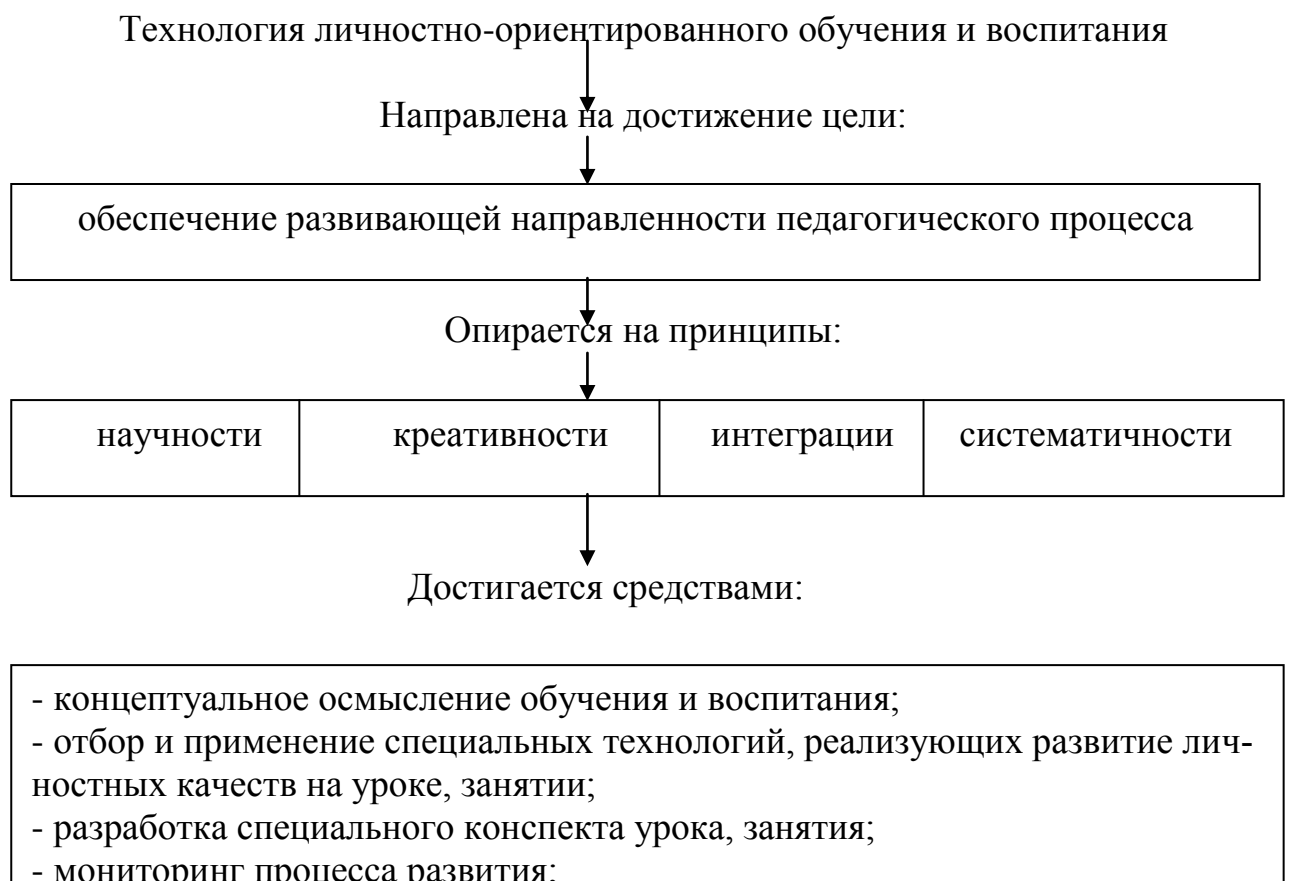 Технология личностно-ориентированного обучения и воспитания
Направлена на достижение цели:
обеспечение развивающей направленности педагогического процесса
Опирается на принципы:
научности креативности интеграции систематичности
Достигается средствами:
- концептуальное осмысление обучения и воспитания;
- отбор и применение специальных технологий, реализующих развитие лич-
ностных качеств на уроке, занятии;
- разработка специального конспекта урока, занятия;
- мониторинг процесса развития;